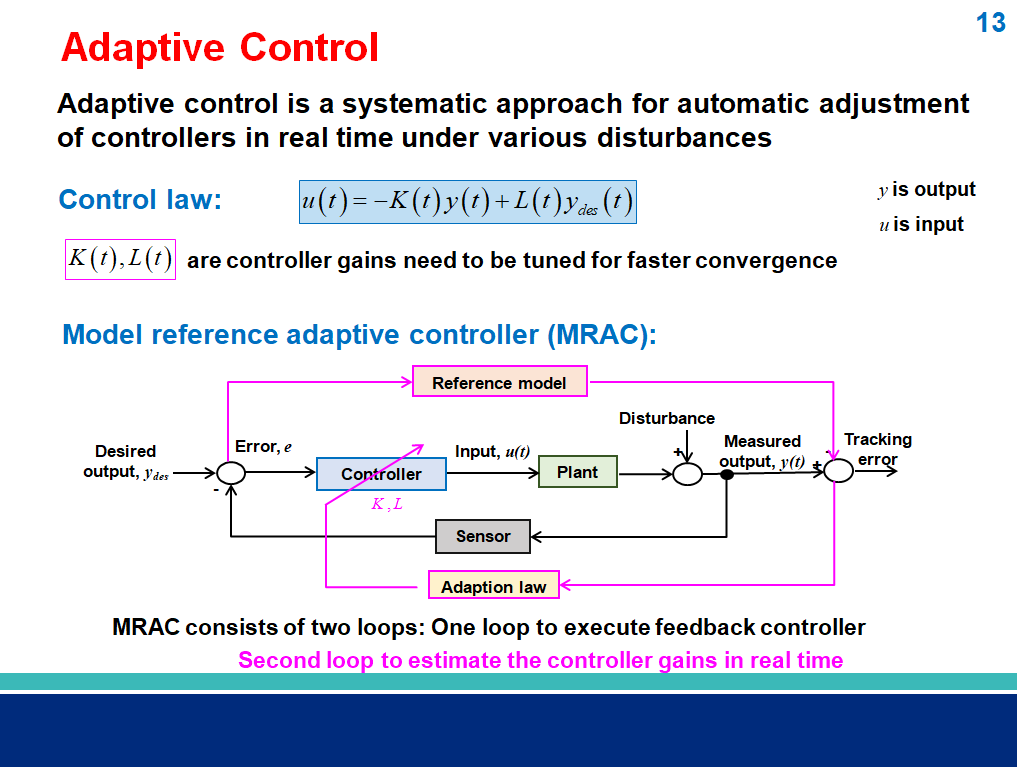 13
Adaptive Control
Adaptive control is a systematic approach for automatic adjustment
of controllers in real time under various disturbances
Control law:
u(t) = −K(t)y(t) + L(t)y_des(t)
y is output
u is input
K(t), L(t) are controller gains need to be tuned for faster convergence
Model reference adaptive controller (MRAC):
Reference model
Disturbance
Desired
output, y_des
Error, e
Input, u(t)
Measured
output, y(t)
Tracking
error
+
-
+
-
Controller
Plant
K , L
Sensor
Adaption law
MRAC consists of two loops: One loop to execute feedback controller
Second loop to estimate the controller gains in real time